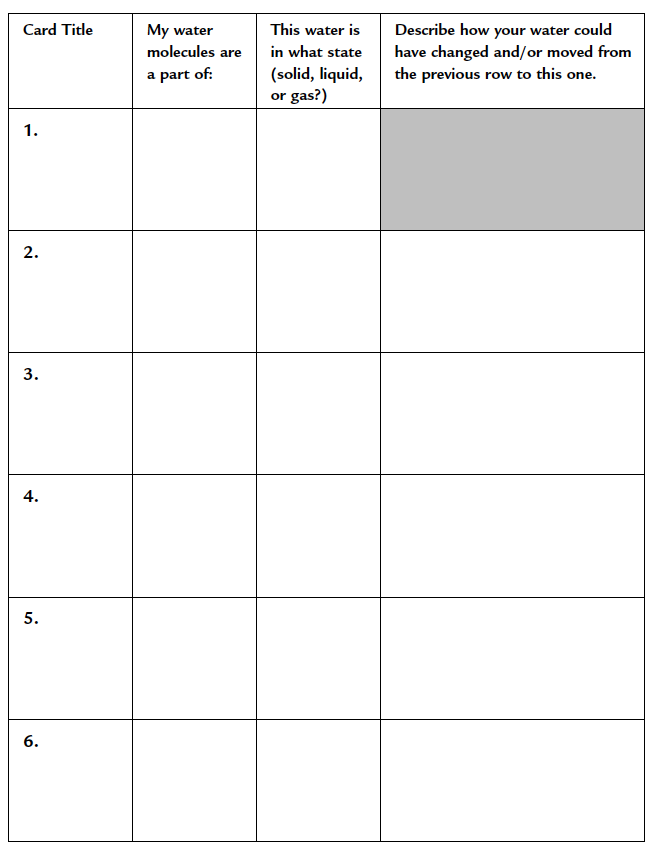 Card Title
My water
molecules are
a part of:
This water is
in what state
(solid, liquid,
or gas?)
Describe how your water could
have changed and/or moved from
the previous row to this one.
1.
2.
3.
4.
5.
6.